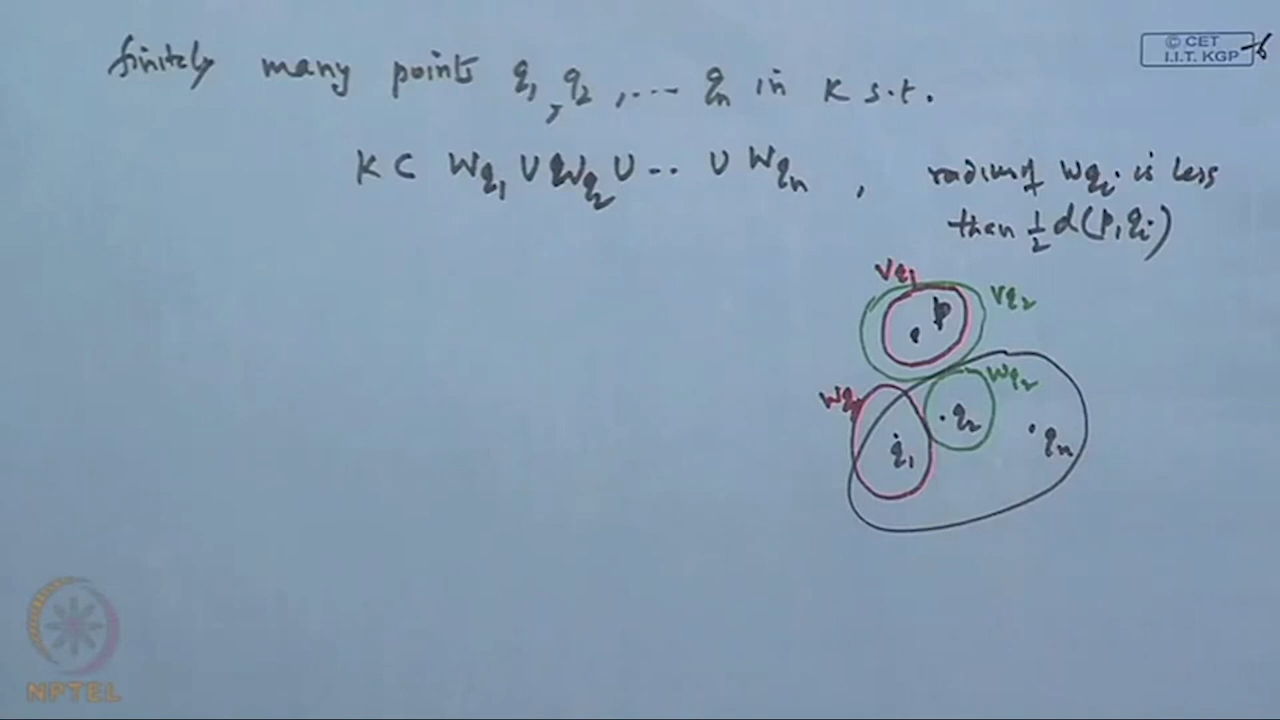 © CET
I.I.T. KGP
finitely many points q1, q2, ... qn in K s.t.
K ⊂ Wq1 ∪ Wq2 ∪ .. ∪ Wqn , radius of Wqi is less
than 1/2 d(p, qi)
Vq1
Vq2
p
Wq1
Wq2
q2
q1
qn
NPTEL